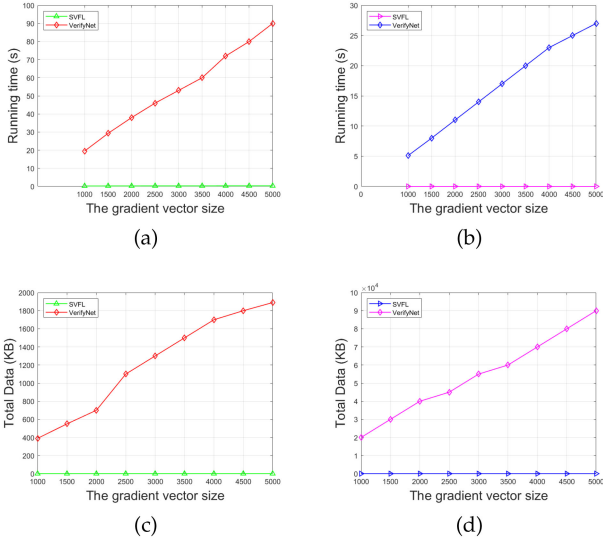 100
90
80
70
60
50
40
30
20
10
0
SVFL
VerifyNet
Running time (s)
1000 1500 2000 2500 3000 3500 4000 4500 5000
The gradient vector size
(a)
30
25
20
15
10
5
0
SVFL
VerifyNet
Running time (s)
0 1000 1500 2000 2500 3000 3500 4000 4500 5000
The gradient vector size
(b)
2000
1800
1600
1400
1200
1000
800
600
400
200
0
SVFL
VerifyNet
Total Data (KB)
1000 1500 2000 2500 3000 3500 4000 4500 5000
The gradient vector size
(c)
×10⁴
10
9
8
7
6
5
4
3
2
1
0
SVFL
VerifyNet
Total Data (KB)
1000 1500 2000 2500 3000 3500 4000 4500 5000
The gradient vector size
(d)